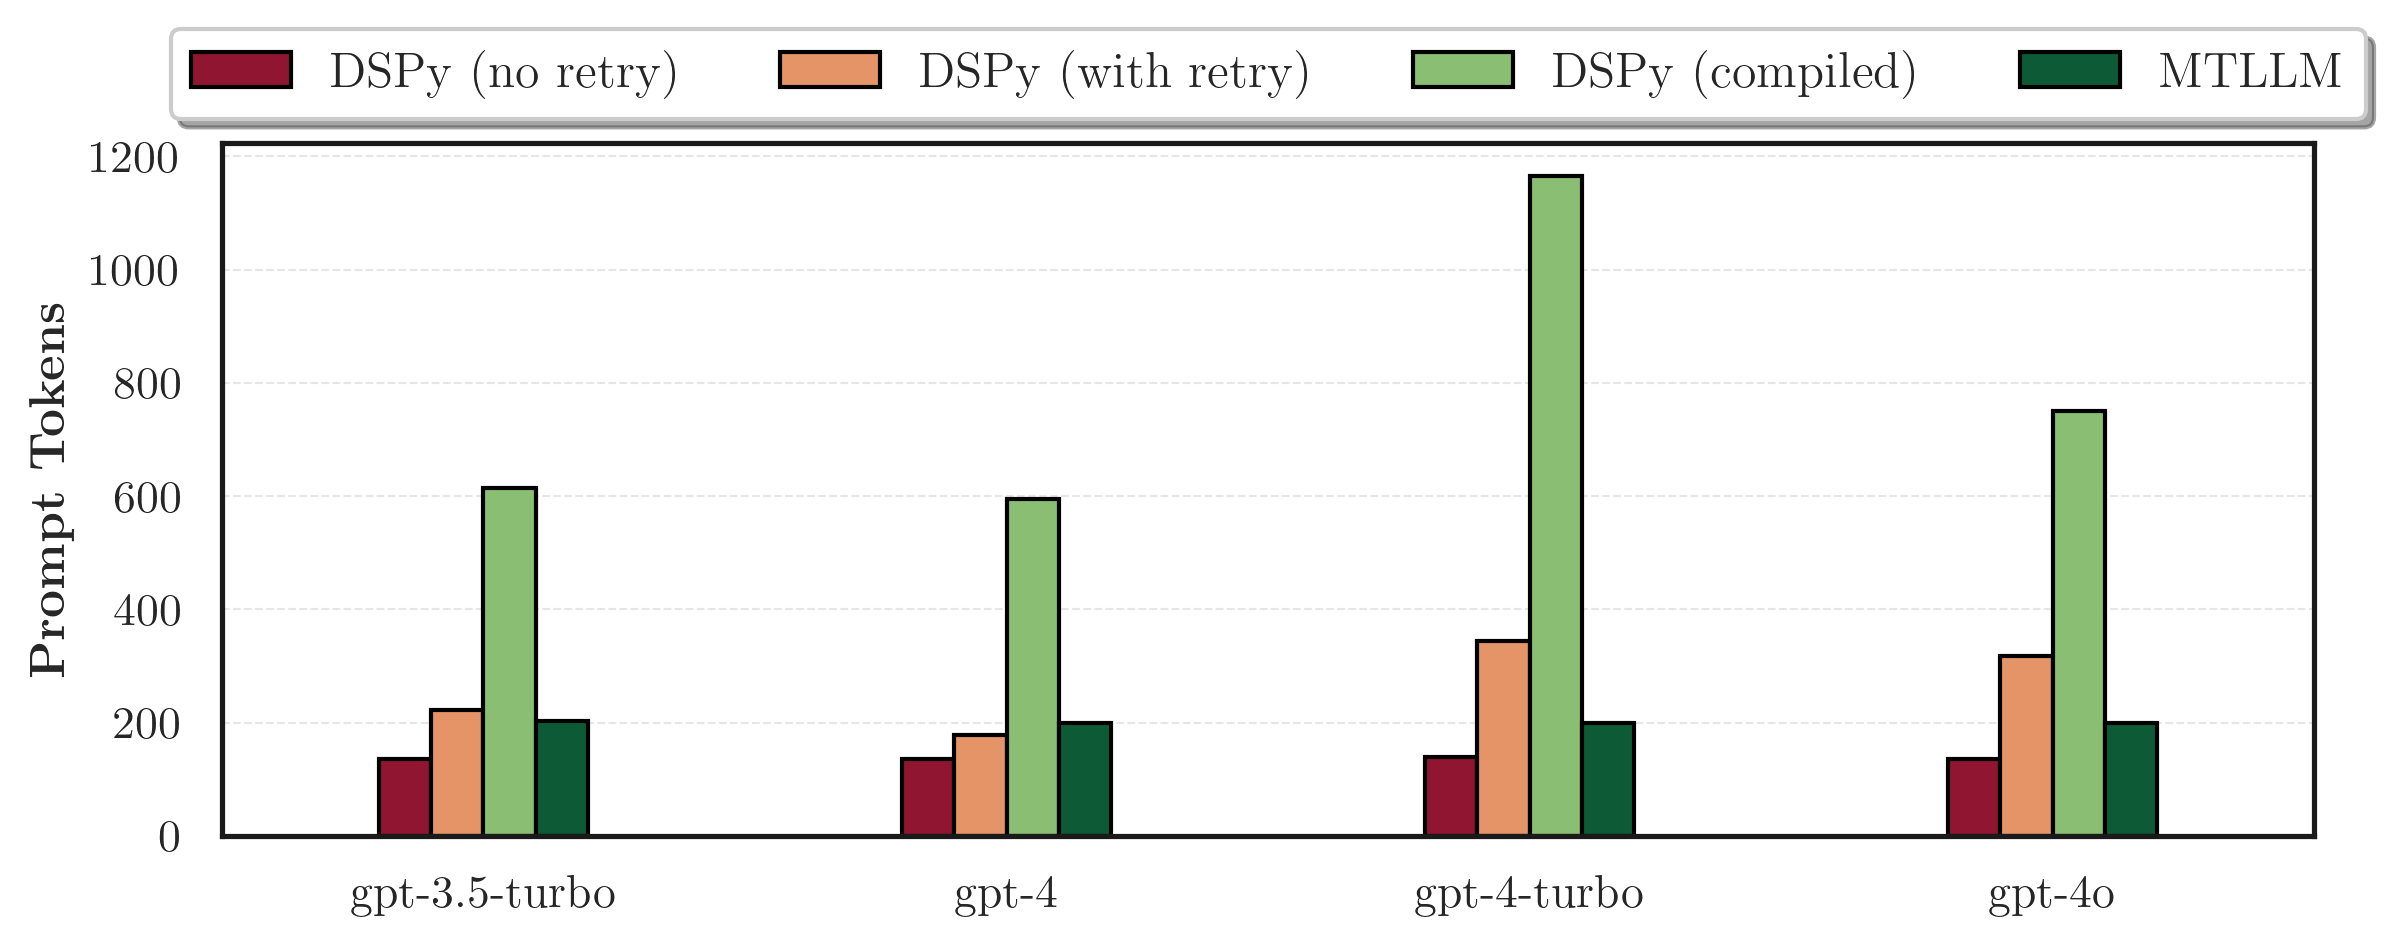 DSPy (no retry) DSPy (with retry) DSPy (compiled) MTLLM
Prompt Tokens
1200
1000
800
600
400
200
0
gpt-3.5-turbo gpt-4 gpt-4-turbo gpt-4o